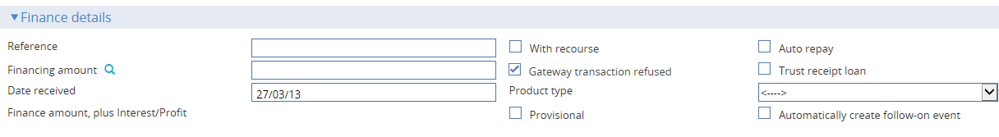 Finance details
Reference With recourse Auto repay
Financing amount Gateway transaction refused Trust receipt loan
Date received 27/03/13 Product type <---->
Finance amount, plus Interest/Profit Provisional Automatically create follow-on event